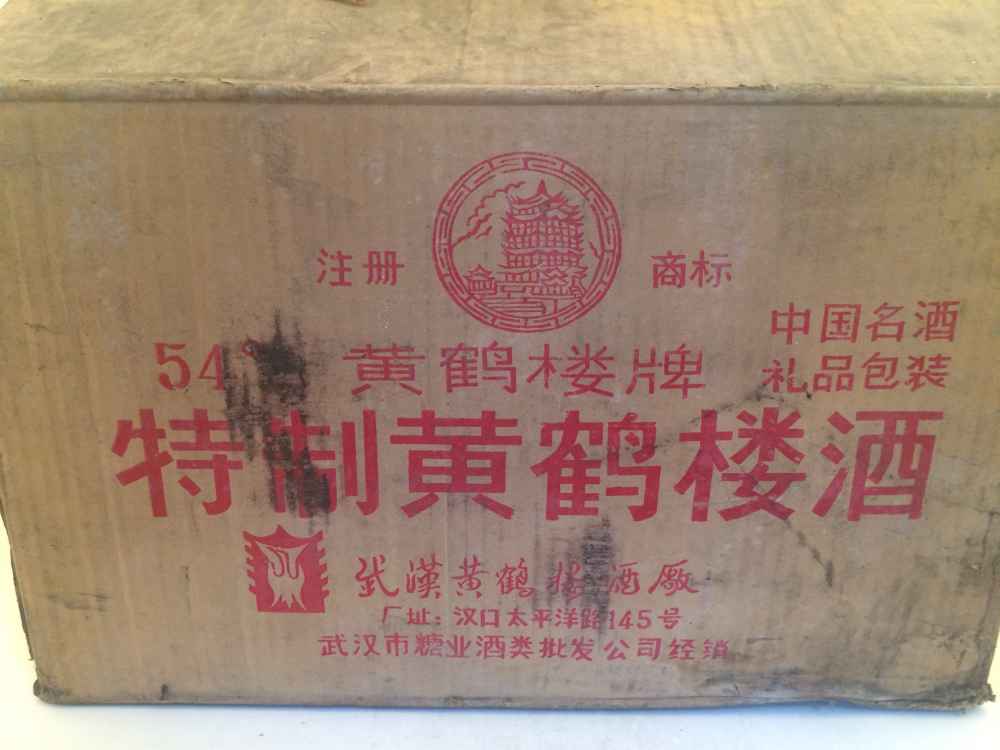 注册 商标
中国名酒
礼品包装
54° 黄鹤楼牌
特制黄鹤楼酒
武漢黄鹤楼酒廠
厂址：汉口太平洋路145号
武汉市糖业酒类批发公司经销